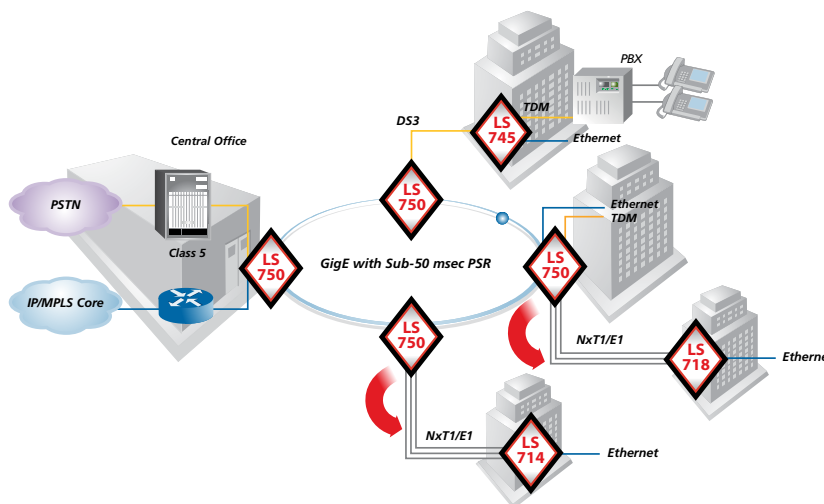 PBX
TDM
DS3
LS
745
Ethernet
Central Office
PSTN
LS
750
Ethernet
TDM
Class 5
LS
750
GigE with Sub-50 msec PSR
LS
750
IP/MPLS Core
LS
750
NxT1/E1
LS
718
Ethernet
NxT1/E1
LS
714
Ethernet